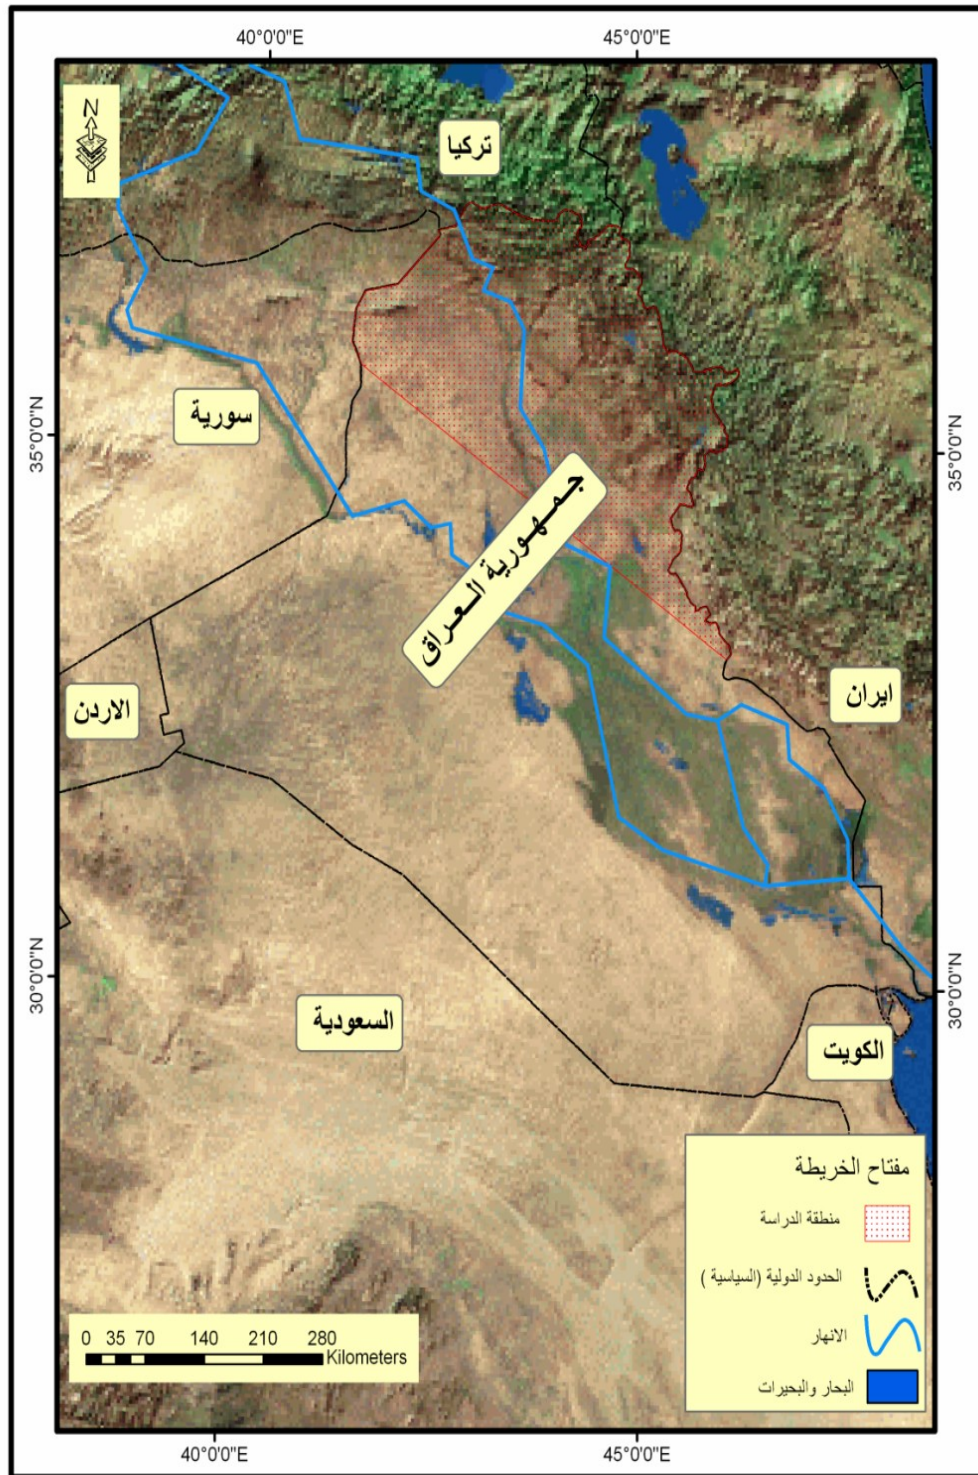 40°0'0"E
45°0'0"E
N
تركيا
سورية
35°0'0"N
35°0'0"N
جـمـهـوريـة الـعـراق
ايران
الاردن
30°0'0"N
30°0'0"N
السعودية
الكويت
مفتاح الخريطة
منطقة الدراسة
الحدود الدولية (السياسية )
الانهار
البحار والبحيرات
0 35 70 140 210 280
Kilometers
40°0'0"E
45°0'0"E